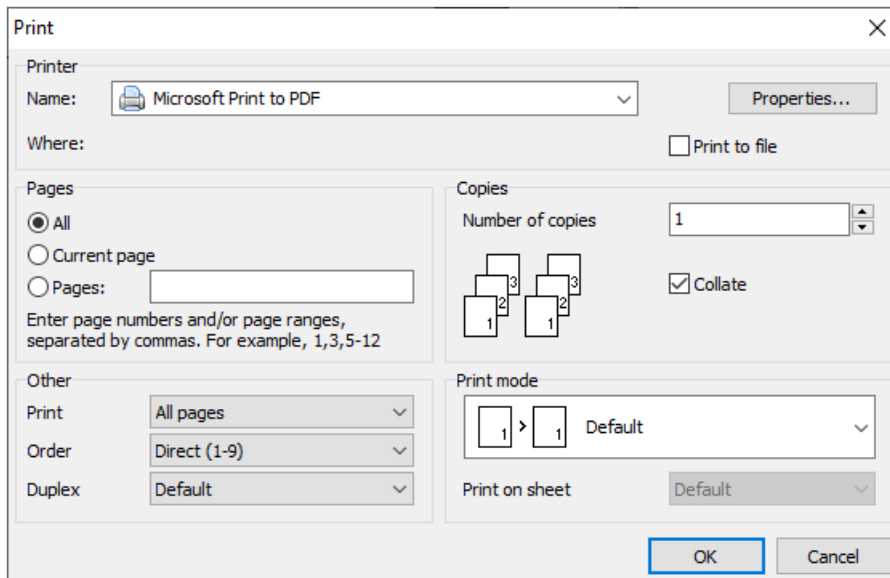 Print
Printer
Name: Microsoft Print to PDF Properties...
Where: Print to file
Pages
All
Current page
Pages:
Enter page numbers and/or page ranges,
separated by commas. For example, 1,3,5-12
Copies
Number of copies 1
3 3
2 2
1 1
Collate
Other
Print All pages
Order Direct (1-9)
Duplex Default
Print mode
1 > 1 Default
Print on sheet Default
OK Cancel